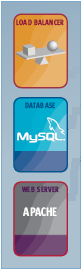 LOAD BALANCER
DATABASE
MySQL
WEB SERVER
APACHE